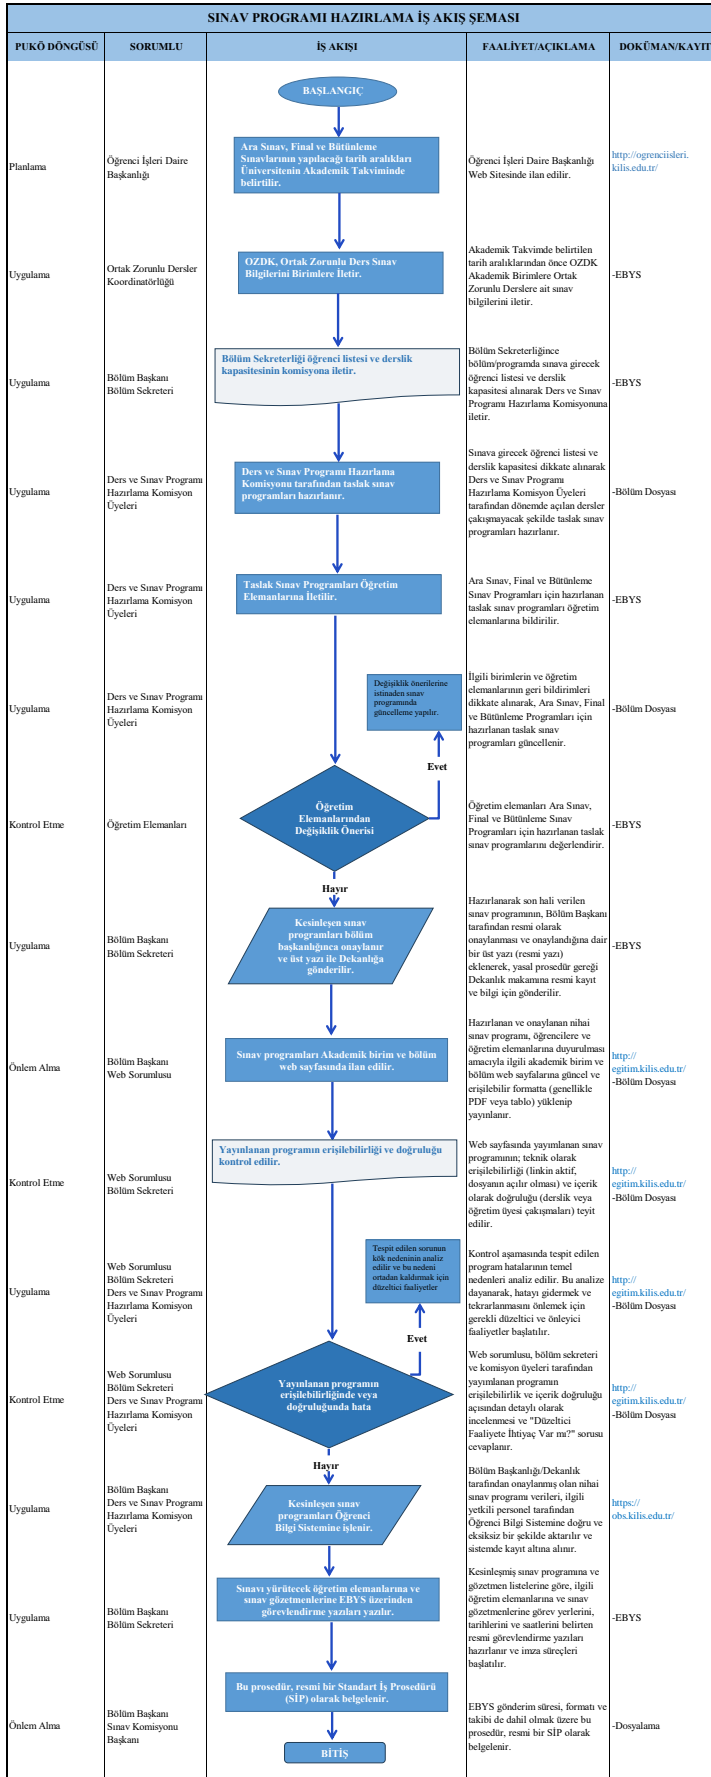 SINAV PROGRAMI HAZIRLAMA İŞ AKIŞ ŞEMASI
PUKÖ DÖNGÜSÜ
SORUMLU
İŞ AKIŞI
FAALİYET/AÇIKLAMA
DOKÜMAN/KAYIT
BAŞLANGIÇ
Planlama
Öğrenci İşleri Daire
Başkanlığı
Ara Sınav, Final ve Bütünleme
Sınavlarının yapılacağı tarih aralıkları
Üniversitenin Akademik Takviminde
belirtilir.
Öğrenci İşleri Daire Başkanlığı
Web Sitesinde ilan edilir.
http://ogrenciisleri.
kilis.edu.tr/
Uygulama
Ortak Zorunlu Dersler
Koordinatörlüğü
OZDK, Ortak Zorunlu Ders Sınav
Bilgilerini Birimlere İletir.
Akademik Takvimde belirtilen
tarih aralıklarından önce OZDK
Akademik Birimlere Ortak
Zorunlu Derslere ait sınav
bilgilerini iletir.
-EBYS
Uygulama
Bölüm Başkanı
Bölüm Sekreteri
Bölüm Sekreterliği öğrenci listesi ve derslik
kapasitesinin komisyona iletir.
Bölüm Sekreterliğince
bölüm/programda sınava girecek
öğrenci listesi ve derslik
kapasitesi alınarak Ders ve Sınav
Programı Hazırlama Komisyonuna
iletir.
-EBYS
Uygulama
Ders ve Sınav Programı
Hazırlama Komisyon
Üyeleri
Ders ve Sınav Programı Hazırlama
Komisyonu tarafından taslak sınav
programları hazırlanır.
Sınava girecek öğrenci listesi ve
derslik kapasitesi dikkate alınarak
Ders ve Sınav Programı
Hazırlama Komisyon Üyeleri
tarafından dönemde açılan dersler
çakışmayacak şekilde taslak sınav
programları hazırlanır.
-Bölüm Dosyası
Uygulama
Ders ve Sınav Programı
Hazırlama Komisyon
Üyeleri
Taslak Sınav Programları Öğretim
Elemanlarına İletilir.
Ara Sınav, Final ve Bütünleme
Sınav Programları için hazırlanan
taslak sınav programları öğretim
elemanlarına bildirilir.
-EBYS
Uygulama
Ders ve Sınav Programı
Hazırlama Komisyon
Üyeleri
Değişiklik önerilerine
istinaden sınav
programında
güncelleme yapılır.
İlgili birimlerin ve öğretim
elemanlarının geri bildirimleri
dikkate alınarak, Ara Sınav, Final
ve Bütünleme Programları için
hazırlanan taslak sınav
programları güncellenir.
-Bölüm Dosyası
Evet
Kontrol Etme
Öğretim Elemanları
Öğretim
Elemanlarından
Değişiklik Önerisi
Öğretim elemanları Ara Sınav,
Final ve Bütünleme Sınav
Programları için hazırlanan taslak
sınav programlarını değerlendirir.
-EBYS
Hayır
Uygulama
Bölüm Başkanı
Bölüm Sekreteri
Kesinleşen sınav
programları bölüm
başkanlığınca onaylanır
ve üst yazı ile Dekanlığa
gönderilir.
Hazırlanarak son hali verilen
sınav programının, Bölüm Başkanı
tarafından resmi olarak
onaylanması ve onaylandığına dair
bir üst yazı (resmi yazı)
eklenerek, yasal prosedür gereği
Dekanlık makamına resmi kayıt
ve bilgi için gönderilir.
-EBYS
Önlem Alma
Bölüm Başkanı
Web Sorumlusu
Sınav programları Akademik birim ve bölüm
web sayfasında ilan edilir.
Hazırlanan ve onaylanan nihai
sınav programı, öğrencilere ve
öğretim elemanlarına duyurulması
amacıyla ilgili akademik birim ve
bölüm web sayfalarına güncel ve
erişilebilir formatta (genellikle
PDF veya tablo) yüklenip
yayınlanır.
http://
egitim.kilis.edu.tr/
-Bölüm Dosyası
Kontrol Etme
Web Sorumlusu
Bölüm Sekreteri
Yayınlanan programın erişilebilirliği ve doğruluğu
kontrol edilir.
Web sayfasında yayımlanan sınav
programının; teknik olarak
erişilebilirliği (linkin aktif,
dosyanın açılır olması) ve içerik
olarak doğruluğu (derslik veya
öğretim üyesi çakışmaları) teyit
edilir.
http://
egitim.kilis.edu.tr/
-Bölüm Dosyası
Uygulama
Web Sorumlusu
Bölüm Sekreteri
Ders ve Sınav Programı
Hazırlama Komisyon
Üyeleri
Tespit edilen sorunun
kök nedeninin analiz
edilir ve bu nedeni
ortadan kaldırmak için
düzeltici faaliyetler
Kontrol aşamasında tespit edilen
program hatalarının temel
nedenleri analiz edilir. Bu analize
dayanarak, hatayı gidermek ve
tekrarlanmasını önlemek için
gerekli düzeltici ve önleyici
faaliyetler başlatılır.
http://
egitim.kilis.edu.tr/
-Bölüm Dosyası
Evet
Kontrol Etme
Web Sorumlusu
Bölüm Sekreteri
Ders ve Sınav Programı
Hazırlama Komisyon
Üyeleri
Yayınlanan programın
erişilebilirliğinde veya
doğruluğunda hata
Web sorumlusu, bölüm sekreteri
ve komisyon üyeleri tarafından
yayımlanan programın
erişilebilirlik ve içerik doğruluğu
açısından detaylı olarak
incelenmesi ve "Düzeltici
Faaliyete İhtiyaç Var mı?" sorusu
cevaplanır.
http://
egitim.kilis.edu.tr/
-Bölüm Dosyası
Hayır
Uygulama
Bölüm Başkanı
Ders ve Sınav Programı
Hazırlama Komisyon
Üyeleri
Kesinleşen sınav
programları Öğrenci
Bilgi Sistemine işlenir.
Bölüm Başkanlığı/Dekanlık
tarafından onaylanmış olan nihai
sınav programı verileri, ilgili
yetkili personel tarafından
Öğrenci Bilgi Sistemine doğru ve
eksiksiz bir şekilde aktarılır ve
sistemde kayıt altına alınır.
https://
obs.kilis.edu.tr/
Uygulama
Bölüm Başkanı
Bölüm Sekreteri
Sınavı yürütecek öğretim elemanlarına ve
sınav gözetmenlerine EBYS üzerinden
görevlendirme yazıları yazılır.
Kesinleşmiş sınav programına ve
gözetmen listelerine göre, ilgili
öğretim elemanlarına ve sınav
gözetmenlerine görev yerlerini,
tarihlerini ve saatlerini belirten
resmi görevlendirme yazıları
hazırlanır ve imza süreçleri
başlatılır.
-EBYS
Önlem Alma
Bölüm Başkanı
Sınav Komisyonu
Başkanı
Bu prosedür, resmi bir Standart İş Prosedürü
(SİP) olarak belgelenir.
EBYS gönderim süresi, formatı ve
takibi de dahil olmak üzere bu
prosedür, resmi bir SİP olarak
belgelenir.
-Dosyalama
BİTİŞ